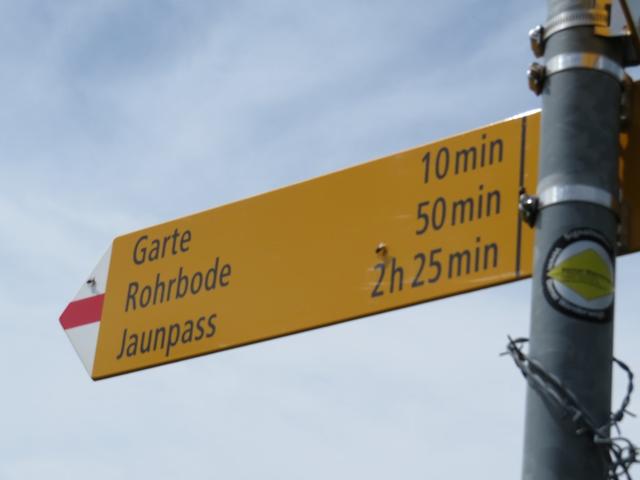 Garte 10 min
Rohrbode 50 min
Jaunpass 2h 25 min